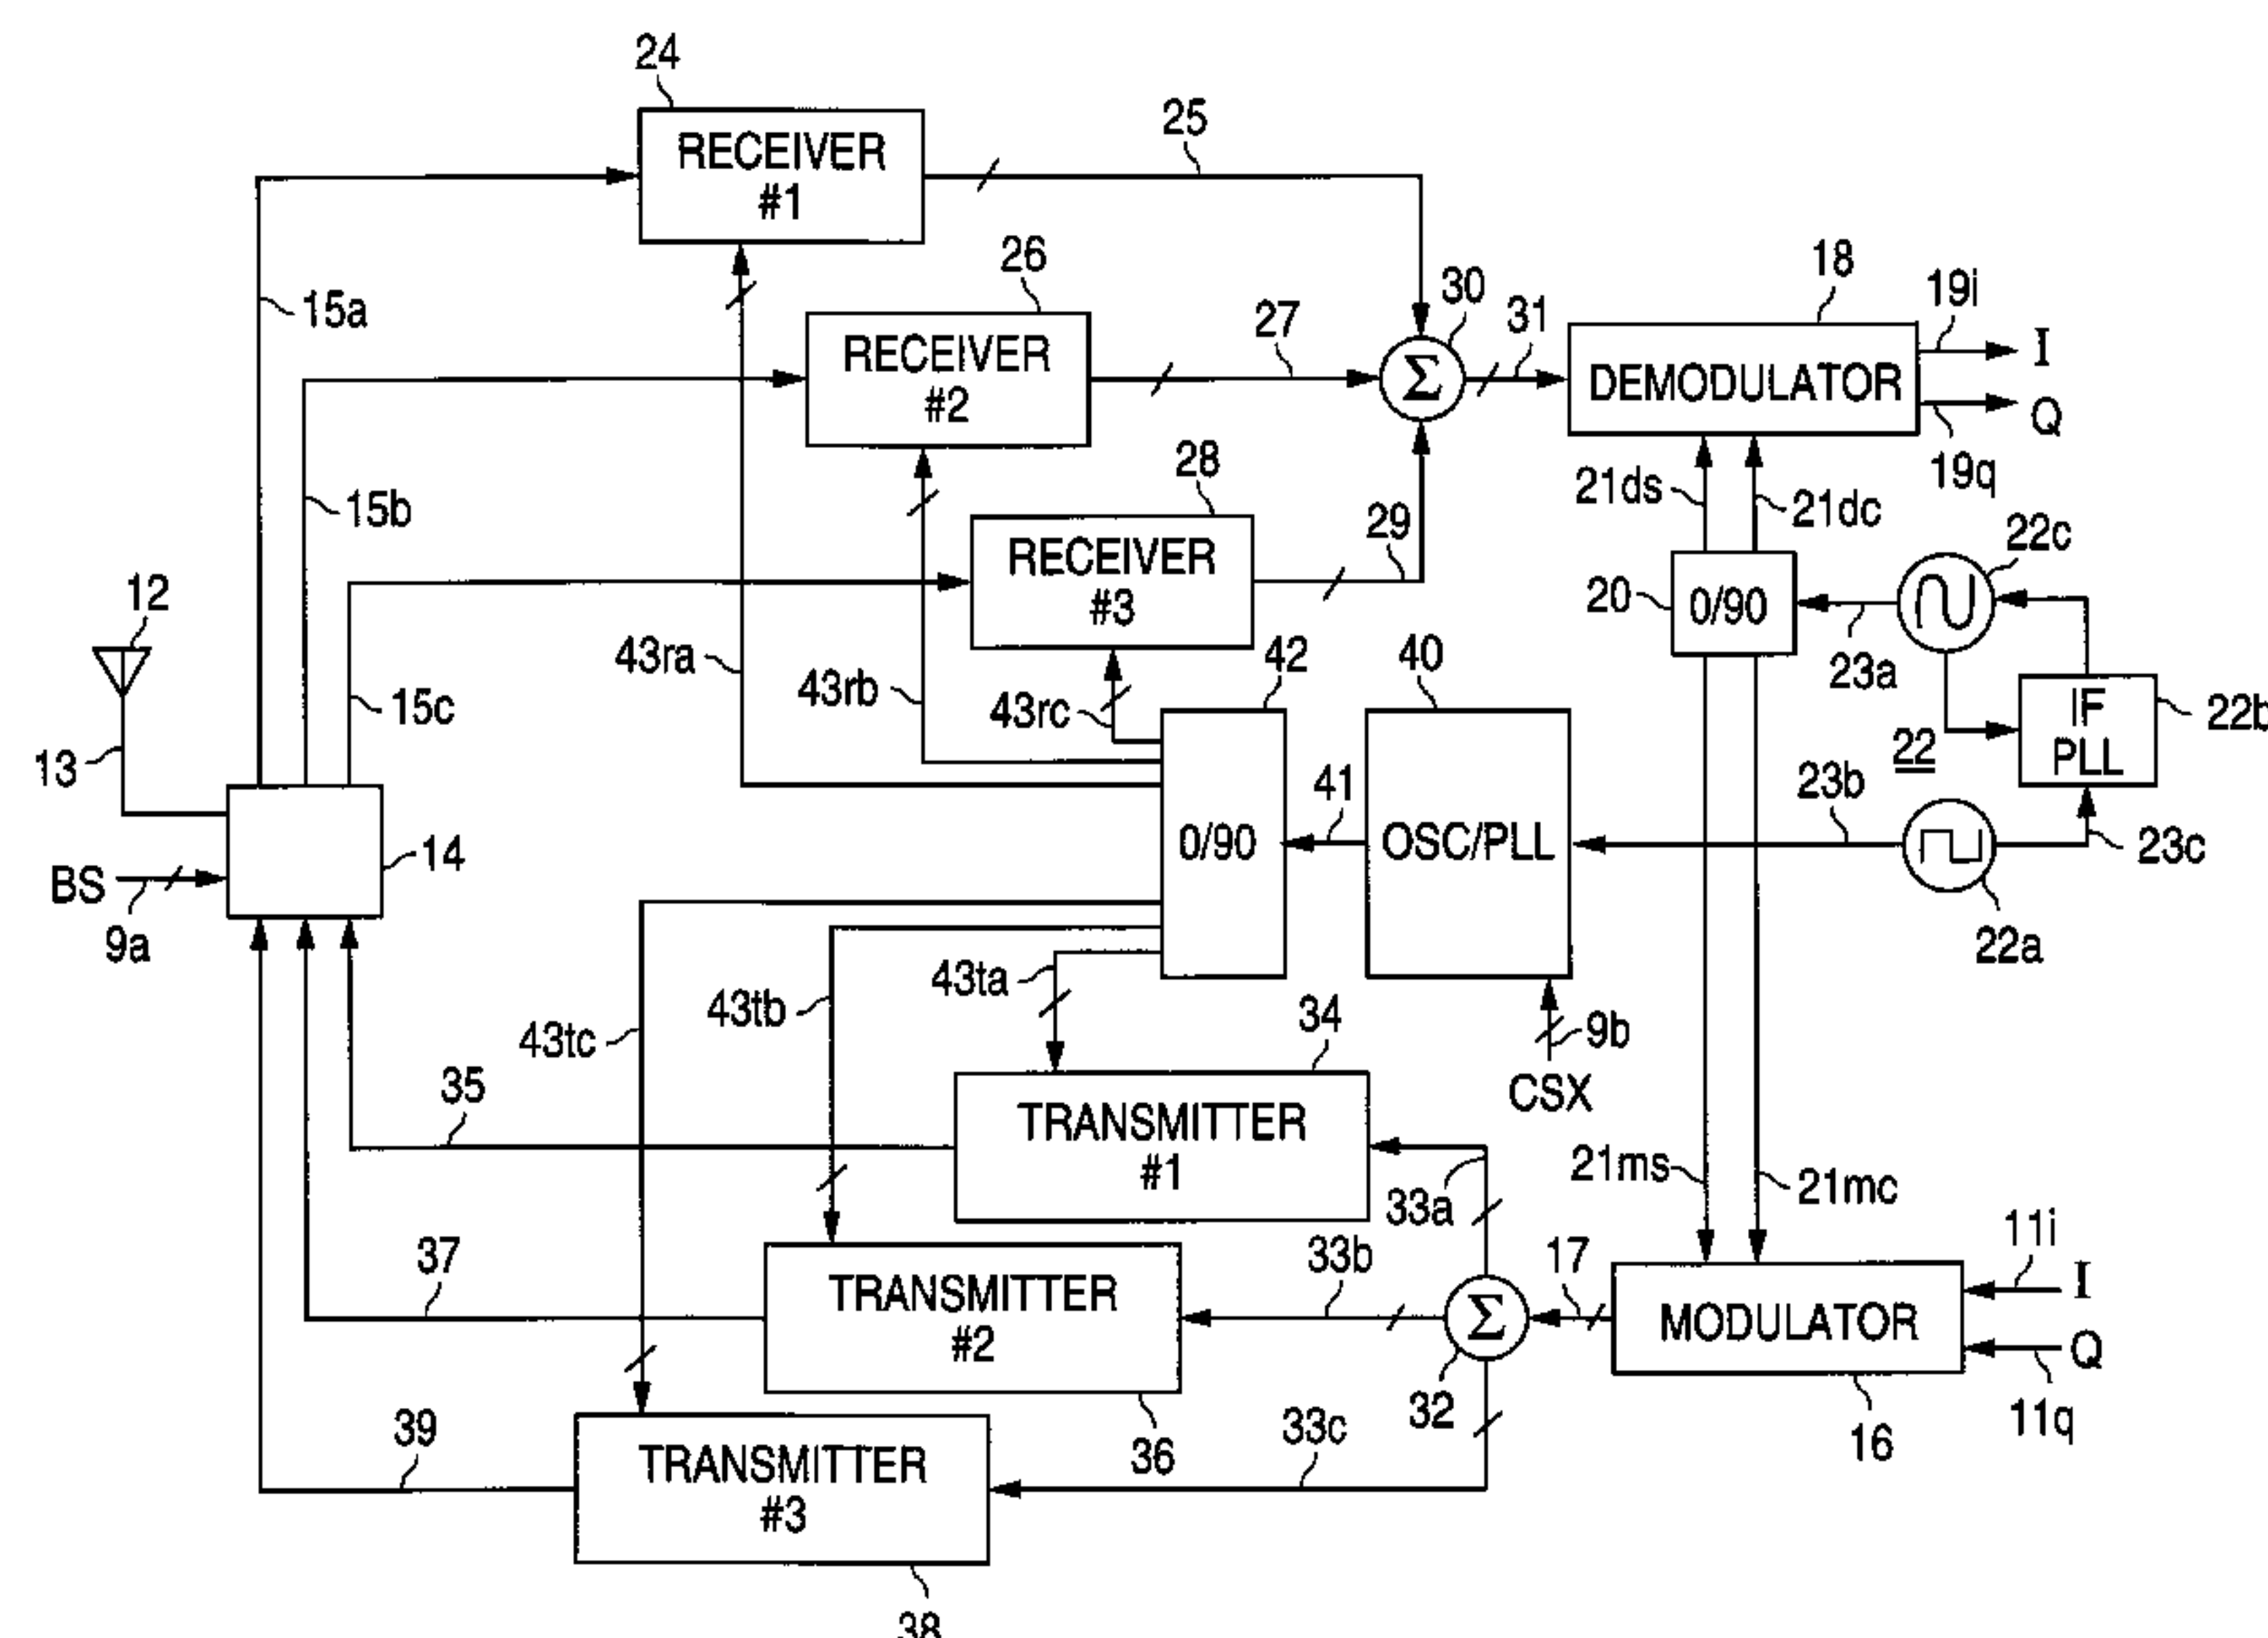 24
RECEIVER
#1
25
15a
26
RECEIVER
#2
27
30
Σ
31
18
DEMODULATOR
19i
I
Q
19q
15b
28
RECEIVER
#3
29
21ds
21dc
22c
20
0/90
23a
12
13
15c
43ra
43rb
43rc
42
0/90
40
OSC/PLL
41
22
IF
PLL
22b
23b
23c
22a
14
BS
9a
43ta
43tb
43tc
9b
CSX
34
TRANSMITTER
#1
35
33a
21ms
21mc
37
TRANSMITTER
#2
36
33b
Σ
32
17
MODULATOR
16
11i
I
Q
11q
39
TRANSMITTER
#3
38
33c